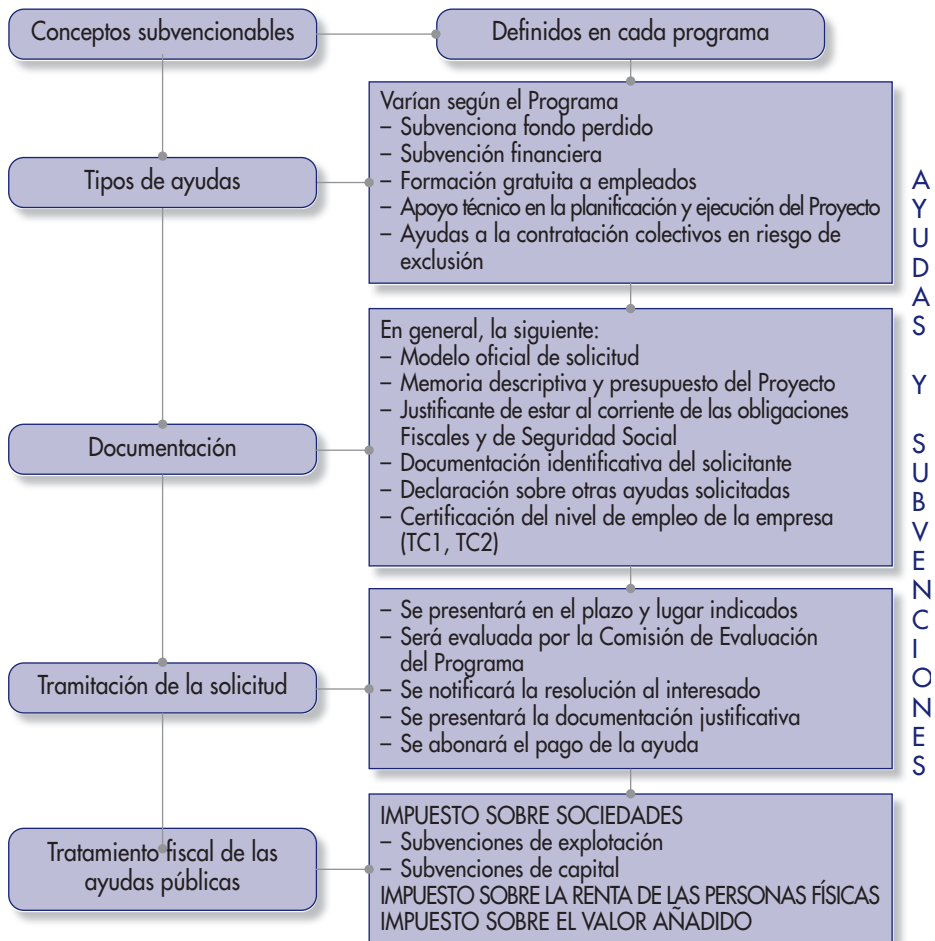 Conceptos subvencionables
Definidos en cada programa
Tipos de ayudas
Varían según el Programa
– Subvenciona fondo perdido
– Subvención financiera
– Formación gratuita a empleados
– Apoyo técnico en la planificación y ejecución del Proyecto
– Ayudas a la contratación colectivos en riesgo de
exclusión
Documentación
En general, la siguiente:
– Modelo oficial de solicitud
– Memoria descriptiva y presupuesto del Proyecto
– Justificante de estar al corriente de las obligaciones
Fiscales y de Seguridad Social
– Documentación identificativa del solicitante
– Declaración sobre otras ayudas solicitadas
– Certificación del nivel de empleo de la empresa
(TC1, TC2)
Tramitación de la solicitud
– Se presentará en el plazo y lugar indicados
– Será evaluada por la Comisión de Evaluación
del Programa
– Se notificará la resolución al interesado
– Se presentará la documentación justificativa
– Se abonará el pago de la ayuda
Tratamiento fiscal de las
ayudas públicas
IMPUESTO SOBRE SOCIEDADES
– Subvenciones de explotación
– Subvenciones de capital
IMPUESTO SOBRE LA RENTA DE LAS PERSONAS FÍSICAS
IMPUESTO SOBRE EL VALOR AÑADIDO
AYUDAS Y SUBVENCIONES